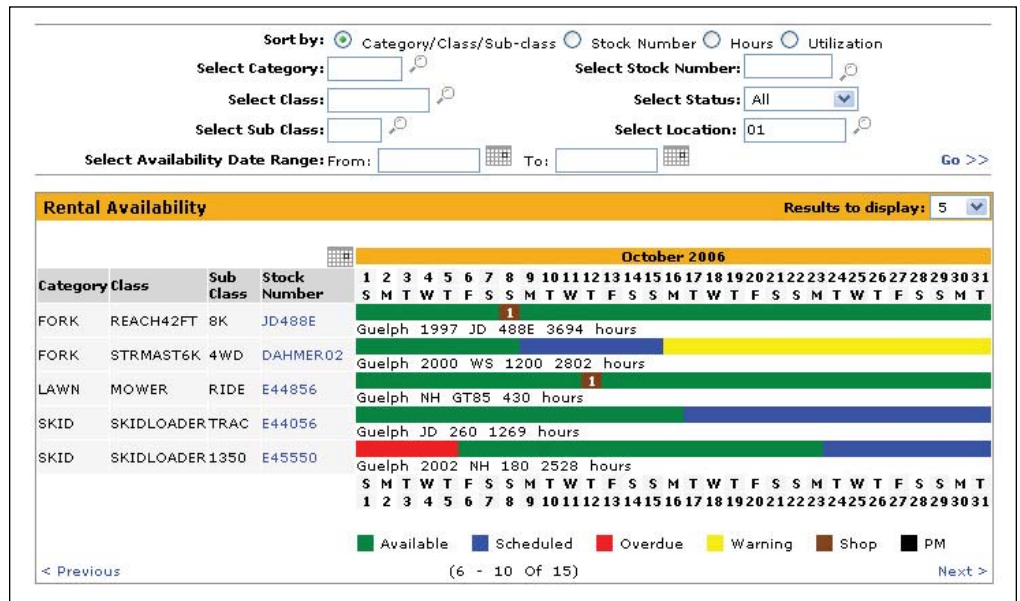 Sort by: Category/Class/Sub-class Stock Number Hours Utilization
Select Category: Select Stock Number:
Select Class: Select Status: All
Select Sub Class: Select Location: 01
Select Availability Date Range: From: To: Go >>
Rental Availability Results to display: 5
October 2006
Category Class Sub Class Stock Number 1 2 3 4 5 6 7 8 9 10 11 12 13 14 15 16 17 18 19 20 21 22 23 24 25 26 27 28 29 30 31
S M T W T F S S M T W T F S S M T W T F S S M T W T F S S M T
1
FORK REACH42FT 8K JD488E
Guelph 1997 JD 488E 3694 hours
FORK STRMAST6K 4WD DAHMER02
Guelph 2000 WS 1200 2802 hours
1
LAWN MOWER RIDE E44856
Guelph NH GT85 430 hours
SKID SKIDLOADER TRAC E44056
Guelph JD 260 1269 hours
SKID SKIDLOADER 1350 E45550
Guelph 2002 NH 180 2528 hours
S M T W T F S S M T W T F S S M T W T F S S M T W T F S S M T
1 2 3 4 5 6 7 8 9 10 11 12 13 14 15 16 17 18 19 20 21 22 23 24 25 26 27 28 29 30 31
Available Scheduled Overdue Warning Shop PM
< Previous (6 - 10 Of 15) Next >